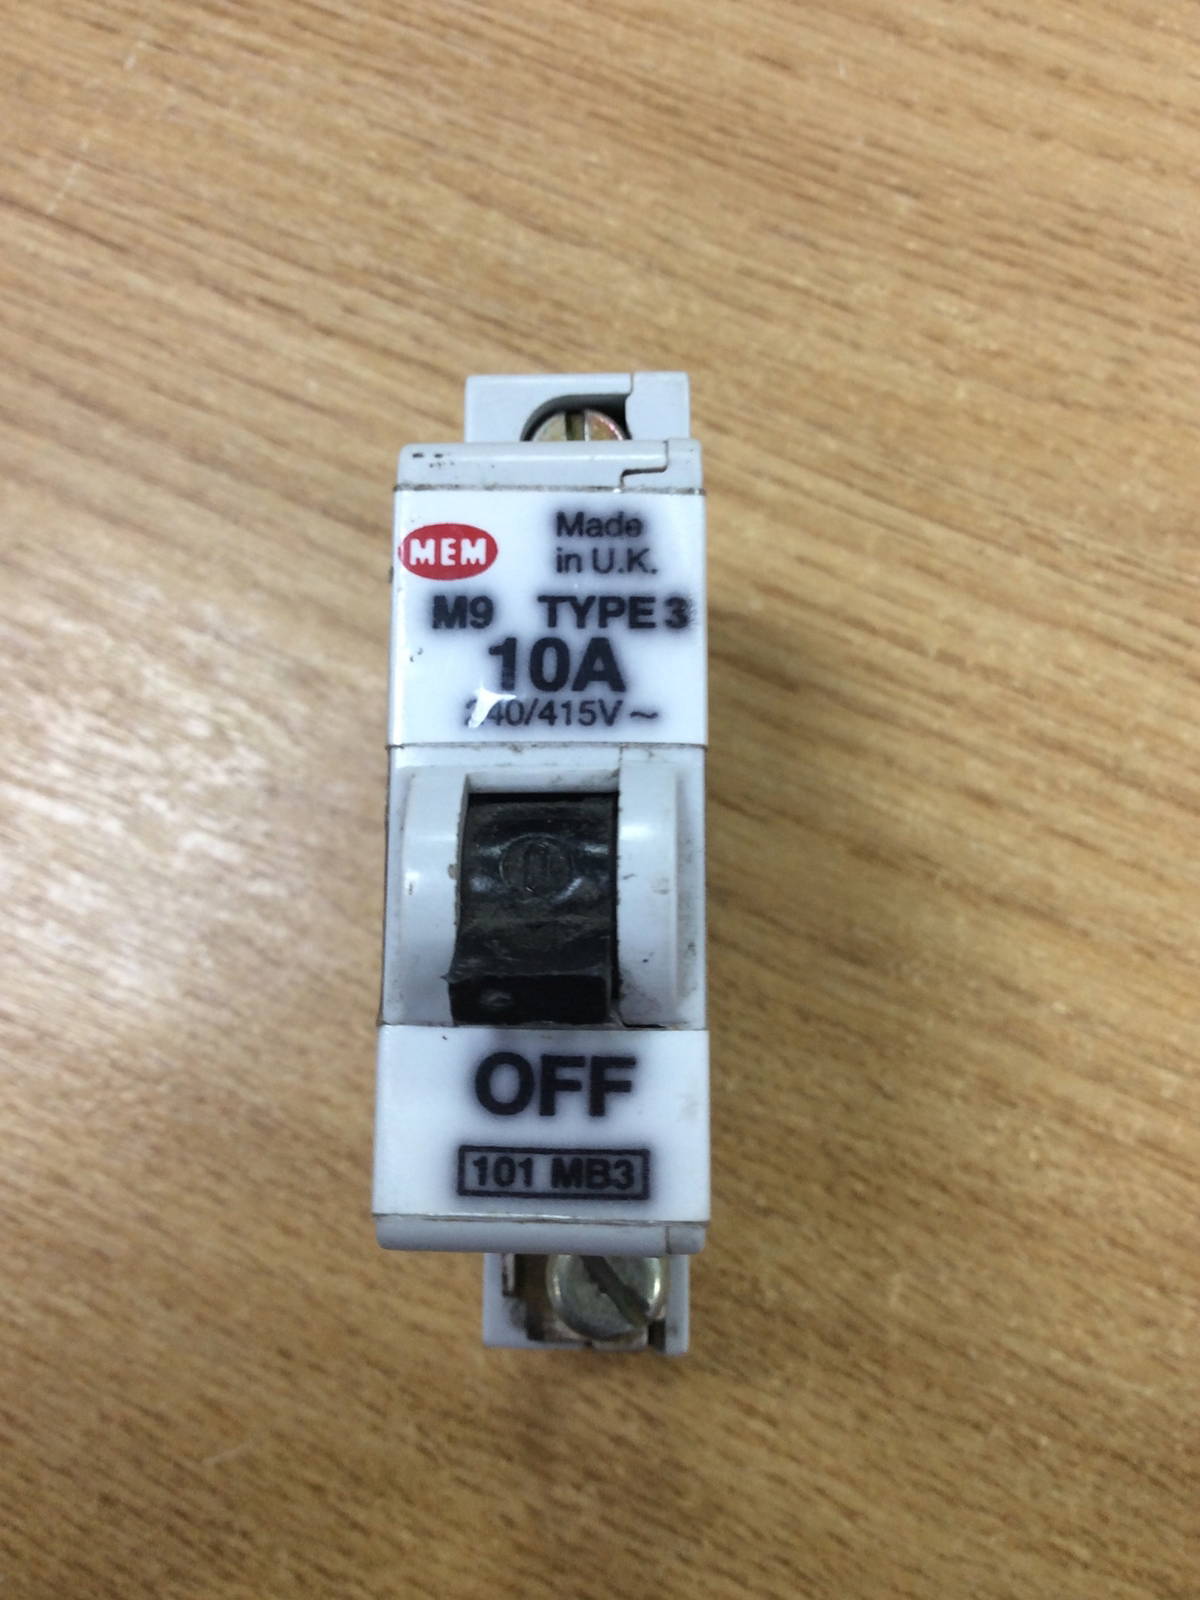 MEM
Made
in U.K.
M9 TYPE 3
10A
240/415V~
OFF
101 MB3